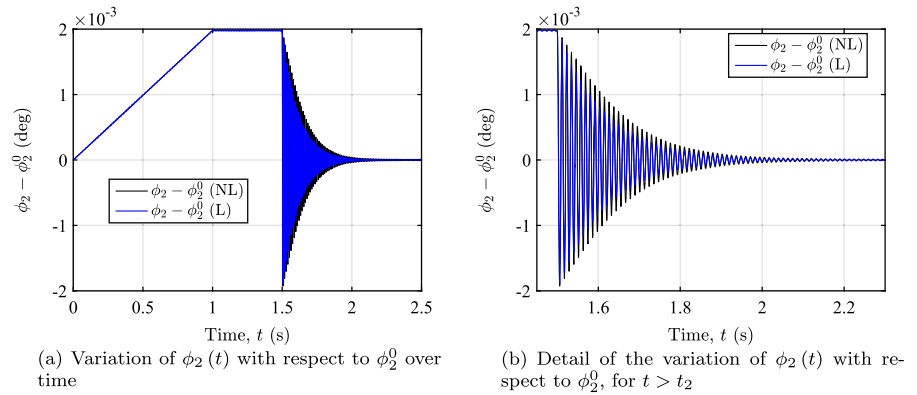 ×10⁻³
2
1
0
-1
-2
ϕ₂ − ϕ₂⁰ (deg)
ϕ₂ − ϕ₂⁰ (NL)
ϕ₂ − ϕ₂⁰ (L)
0 0.5 1 1.5 2 2.5
Time, t (s)
(a) Variation of ϕ₂ (t) with respect to ϕ₂⁰ over
time
×10⁻³
2
1
0
-1
-2
ϕ₂ − ϕ₂⁰ (deg)
ϕ₂ − ϕ₂⁰ (NL)
ϕ₂ − ϕ₂⁰ (L)
1.6 1.8 2 2.2
Time, t (s)
(b) Detail of the variation of ϕ₂ (t) with re-
spect to ϕ₂⁰, for t > t₂